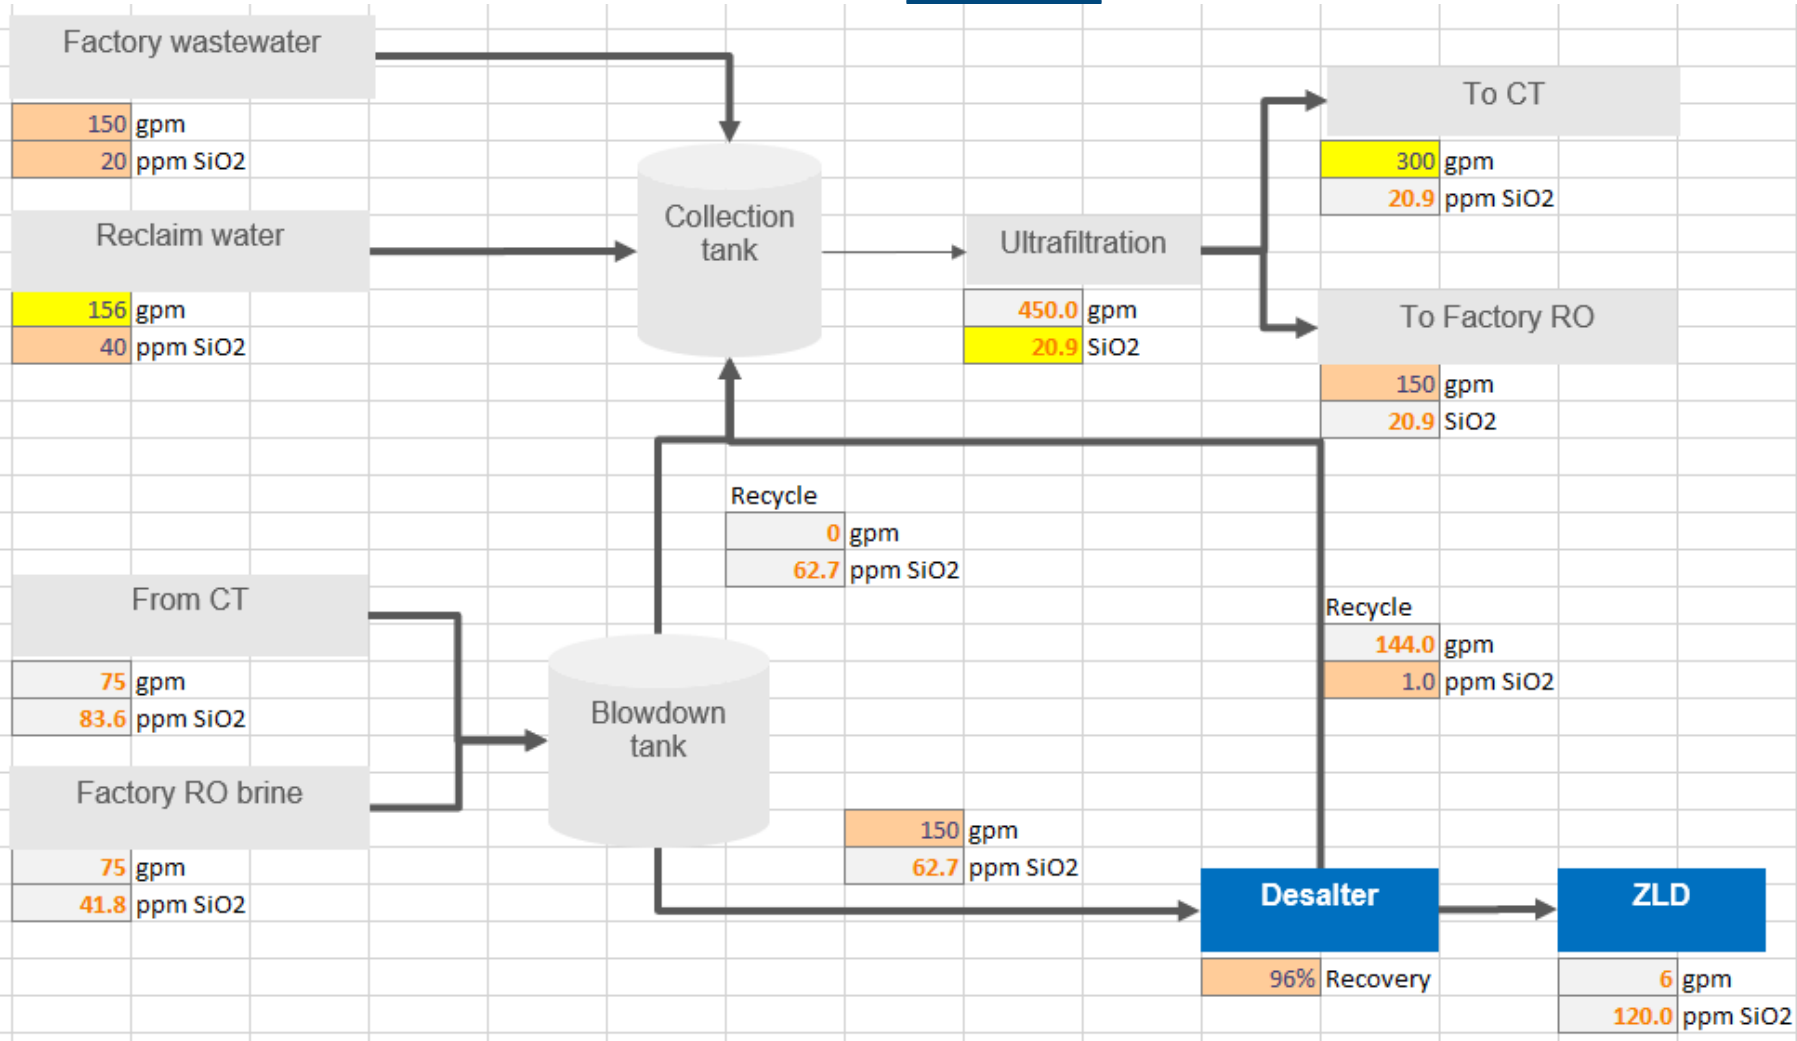 Factory wastewater
150 gpm
20 ppm SiO2
To CT
300 gpm
20.9 ppm SiO2
Collection
tank
Reclaim water
156 gpm
40 ppm SiO2
Ultrafiltration
450.0 gpm
20.9 SiO2
To Factory RO
150 gpm
20.9 SiO2
Recycle
0 gpm
62.7 ppm SiO2
From CT
75 gpm
83.6 ppm SiO2
Recycle
144.0 gpm
1.0 ppm SiO2
Blowdown
tank
Factory RO brine
75 gpm
41.8 ppm SiO2
150 gpm
62.7 ppm SiO2
Desalter
96% Recovery
ZLD
6 gpm
120.0 ppm SiO2